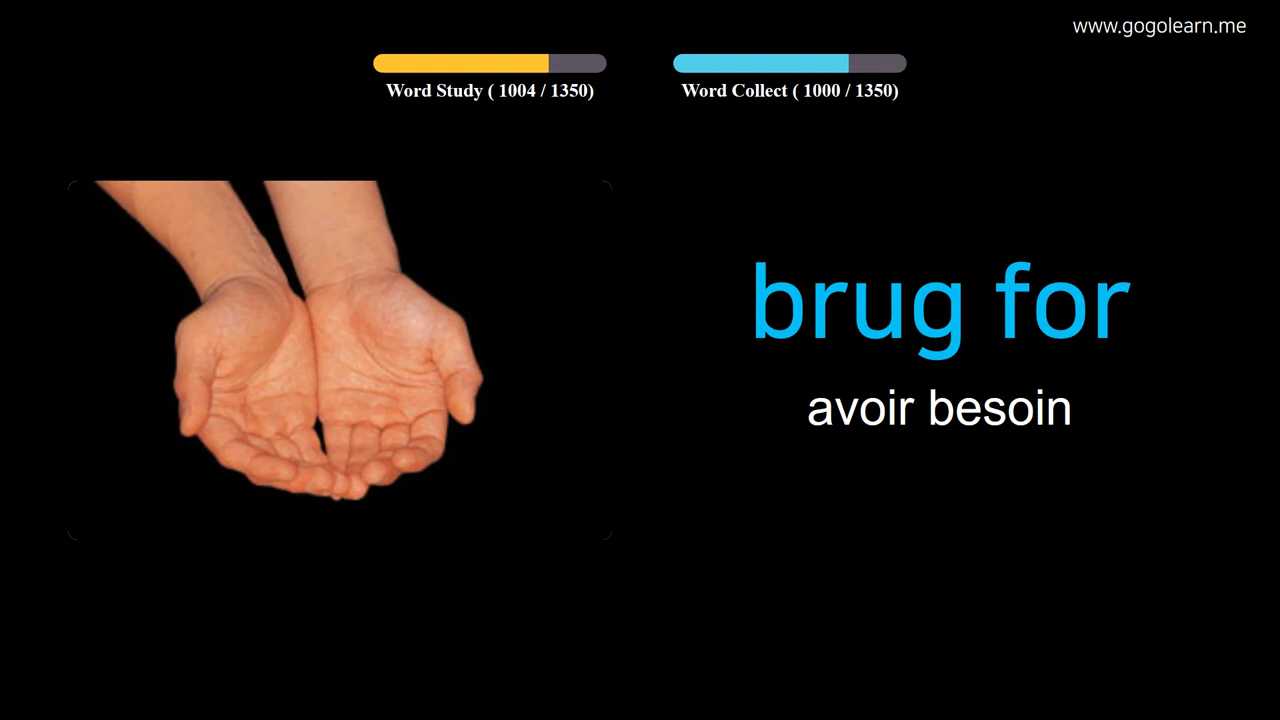 www.gogolearn.me
Word Study ( 1004 / 1350)
Word Collect ( 1000 / 1350)
brug for
avoir besoin